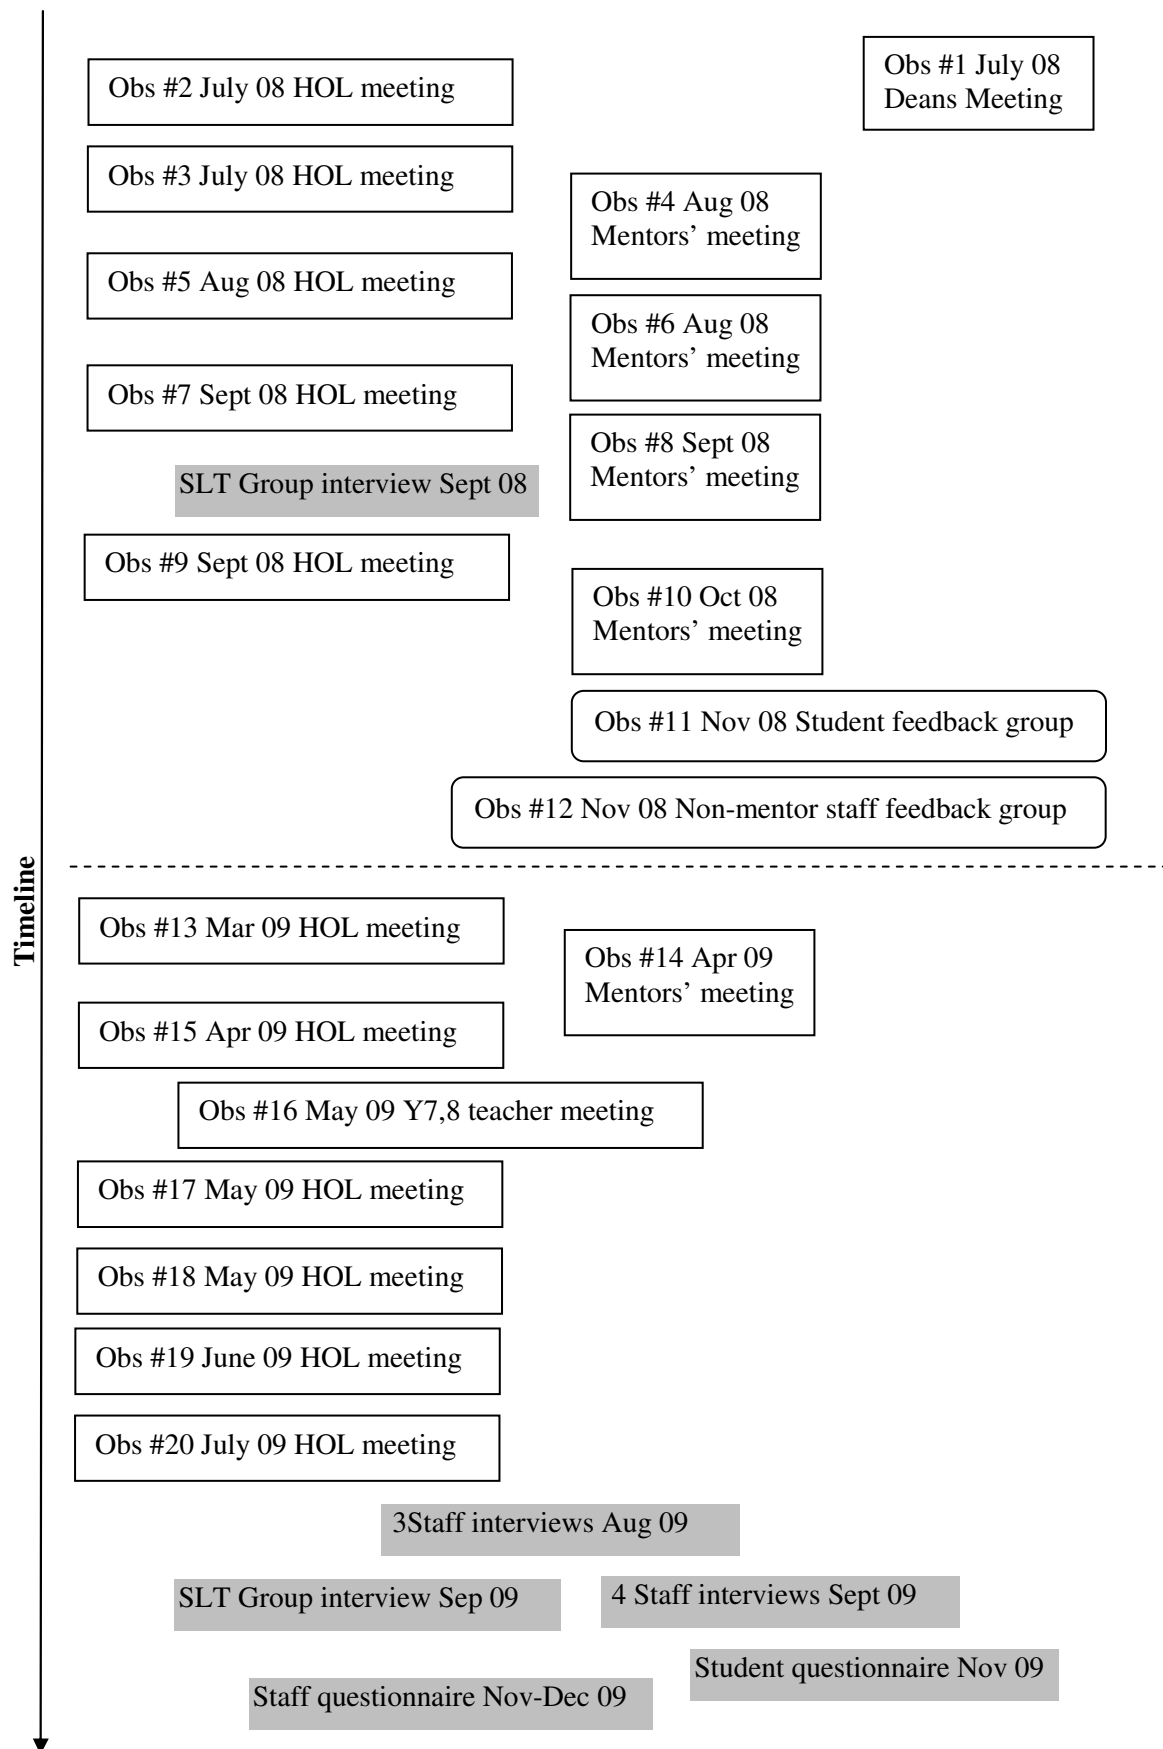 Obs #1 July 08
Deans Meeting
Obs #2 July 08 HOL meeting
Obs #3 July 08 HOL meeting
Obs #4 Aug 08
Mentors’ meeting
Obs #5 Aug 08 HOL meeting
Obs #6 Aug 08
Mentors’ meeting
Obs #7 Sept 08 HOL meeting
Obs #8 Sept 08
Mentors’ meeting
SLT Group interview Sept 08
Obs #9 Sept 08 HOL meeting
Obs #10 Oct 08
Mentors’ meeting
Obs #11 Nov 08 Student feedback group
Obs #12 Nov 08 Non-mentor staff feedback group
Timeline
Obs #13 Mar 09 HOL meeting
Obs #14 Apr 09
Mentors’ meeting
Obs #15 Apr 09 HOL meeting
Obs #16 May 09 Y7,8 teacher meeting
Obs #17 May 09 HOL meeting
Obs #18 May 09 HOL meeting
Obs #19 June 09 HOL meeting
Obs #20 July 09 HOL meeting
3Staff interviews Aug 09
SLT Group interview Sep 09
4 Staff interviews Sept 09
Student questionnaire Nov 09
Staff questionnaire Nov-Dec 09